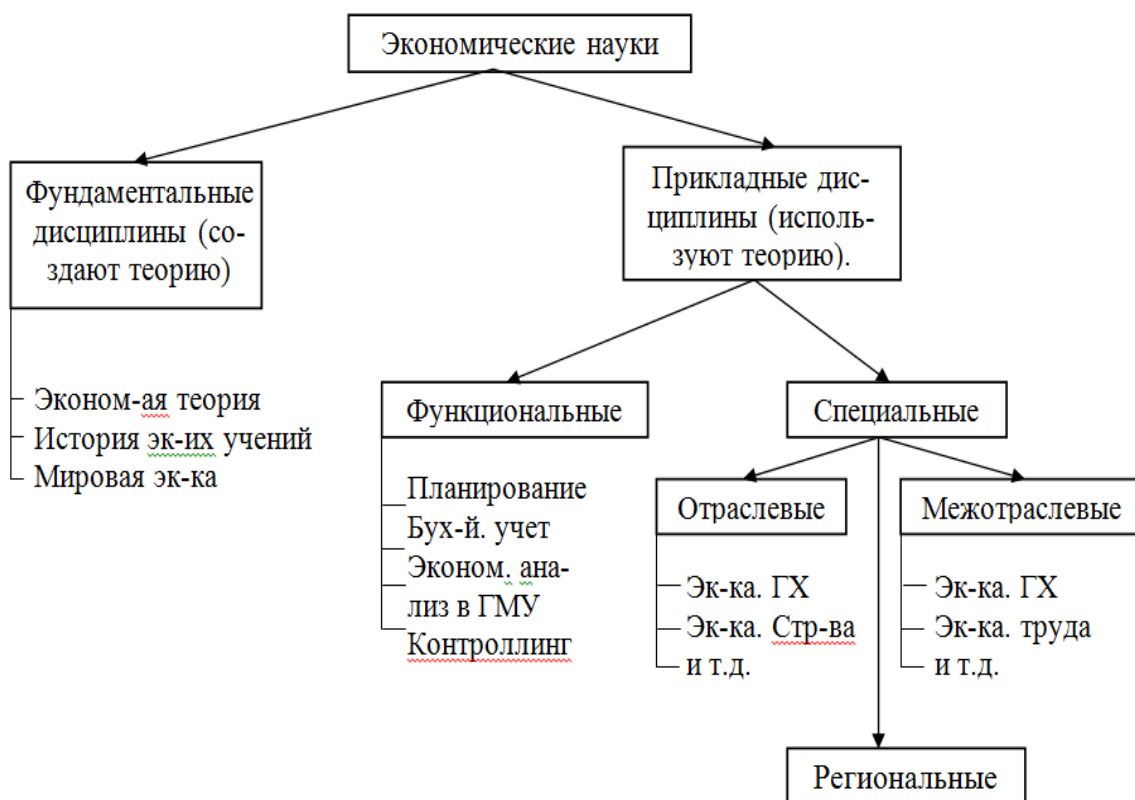 Экономические науки
Фундаментальные
дисциплины (со-
здают теорию)
Прикладные дис-
циплины (исполь-
зуют теорию).
Эконом-ая теория
История эк-их учений
Мировая эк-ка
Функциональные
Специальные
Планирование
Бух-й. учет
Эконом. ана-
лиз в ГМУ
Контроллинг
Отраслевые
Межотраслевые
Эк-ка. ГХ
Эк-ка. Стр-ва
и т.д.
Эк-ка. ГХ
Эк-ка. труда
и т.д.
Региональные